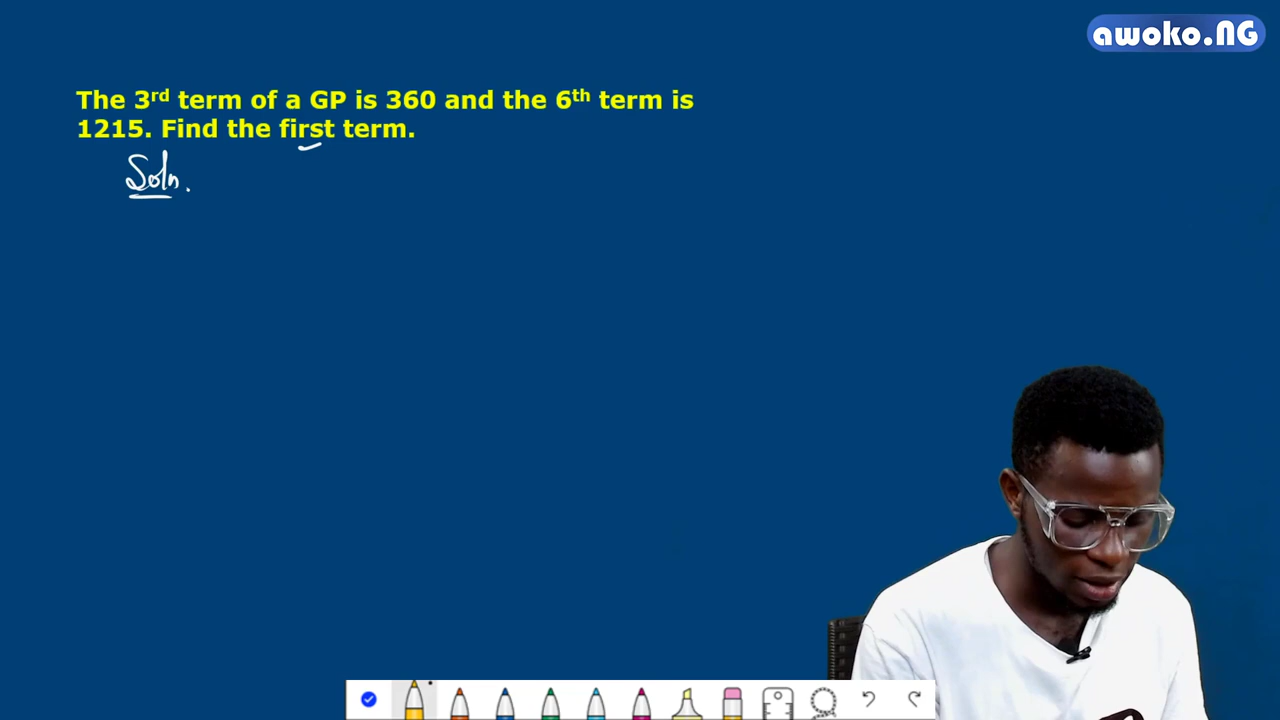 awoko.NG
The 3rd term of a GP is 360 and the 6th term is
1215. Find the first term.
Soln.